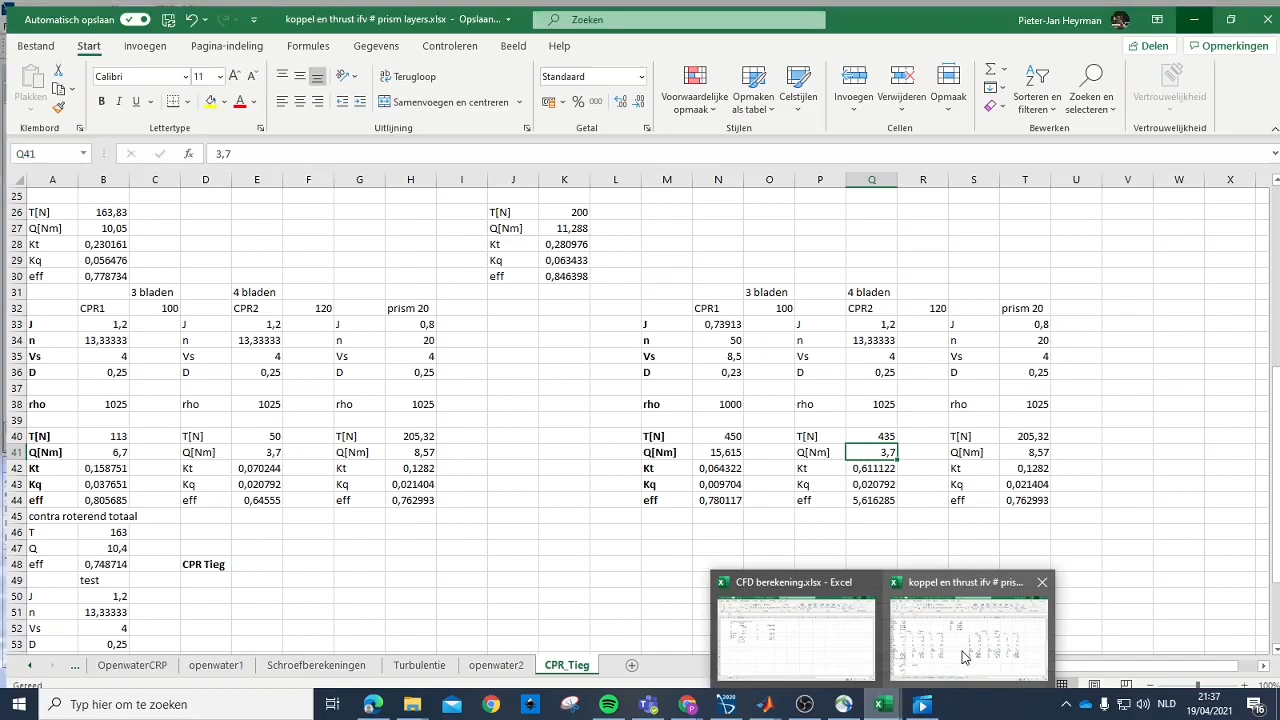 Automatisch opslaan
koppel en thrust ifv # prism layers.xlsx - Opslaan...
Zoeken
Pieter-Jan Heyrman
Bestand Start Invoegen Pagina-indeling Formules Gegevens Controleren Beeld Help Delen Opmerkingen
Calibri 11 Terugloop Standaard
Plakken B I U Samenvoegen en centreren % 000 Voorwaardelijke opmaak Opmaken als tabel Celstijlen Invoegen Verwijderen Opmaak Sorteren en filteren Zoeken en selecteren Vertrouwelijkheid
Klembord Lettertype Uitlijning Getal Stijlen Cellen Bewerken Vertrouwelijkheid
Q41 fx 3,7
A B C D E F G H I J K L M N O P Q R S T U V W X
25
26 T[N] 163,83 T[N] 200
27 Q[Nm] 10,05 Q[Nm] 11,288
28 Kt 0,230161 Kt 0,280976
29 Kq 0,056476 Kq 0,063433
30 eff 0,778734 eff 0,846398
31 3 bladen 4 bladen 3 bladen 4 bladen
32 CPR1 100 CPR2 120 prism 20 CPR1 100 CPR2 120 prism 20
33 J 1,2 J 1,2 J 0,8 J 0,73913 J 1,2 J 0,8
34 n 13,33333 n 13,33333 n 20 n 50 n 13,33333 n 20
35 Vs 4 Vs 4 Vs 4 Vs 8,5 Vs 4 Vs 4
36 D 0,25 D 0,25 D 0,25 D 0,23 D 0,25 D 0,25
37
38 rho 1025 rho 1025 rho 1025 rho 1000 rho 1025 rho 1025
39
40 T[N] 113 T[N] 50 T[N] 205,32 T[N] 450 T[N] 435 T[N] 205,32
41 Q[Nm] 6,7 Q[Nm] 3,7 Q[Nm] 8,57 Q[Nm] 15,615 Q[Nm] 3,7 Q[Nm] 8,57
42 Kt 0,158751 Kt 0,070244 Kt 0,1282 Kt 0,064322 Kt 0,611122 Kt 0,1282
43 Kq 0,037651 Kq 0,020792 Kq 0,021404 Kq 0,009704 Kq 0,020792 Kq 0,021404
44 eff 0,805685 eff 0,64555 eff 0,762993 eff 0,780117 eff 5,616285 eff 0,762993
45 contra roterend totaal
46 T 163
47 Q 10,4
48 eff 0,748714 CPR Tieg
49 test
50 J 1,2
51 n 13,33333
52 Vs 4
53 D 0,25
CFD berekening.xlsx - Excel
koppel en thrust ifv # prism...
... OpenwaterCRP openwater1 Schroefberekeningen Turbulentie openwater2 CPR_Tieg
Gereed 100%
Typ hier om te zoeken
NLD
21:37
19/04/2021